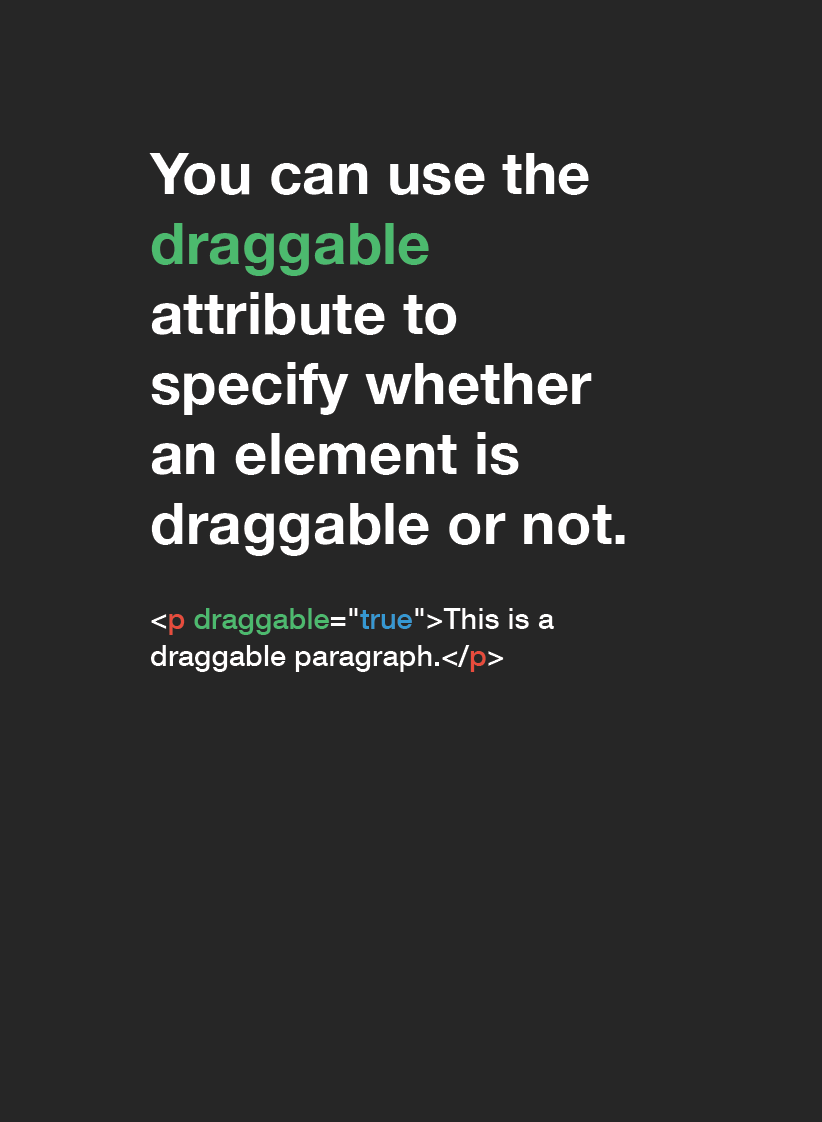 You can use the
draggable
attribute to
specify whether
an element is
draggable or not.
<p draggable="true">This is a
draggable paragraph.</p>